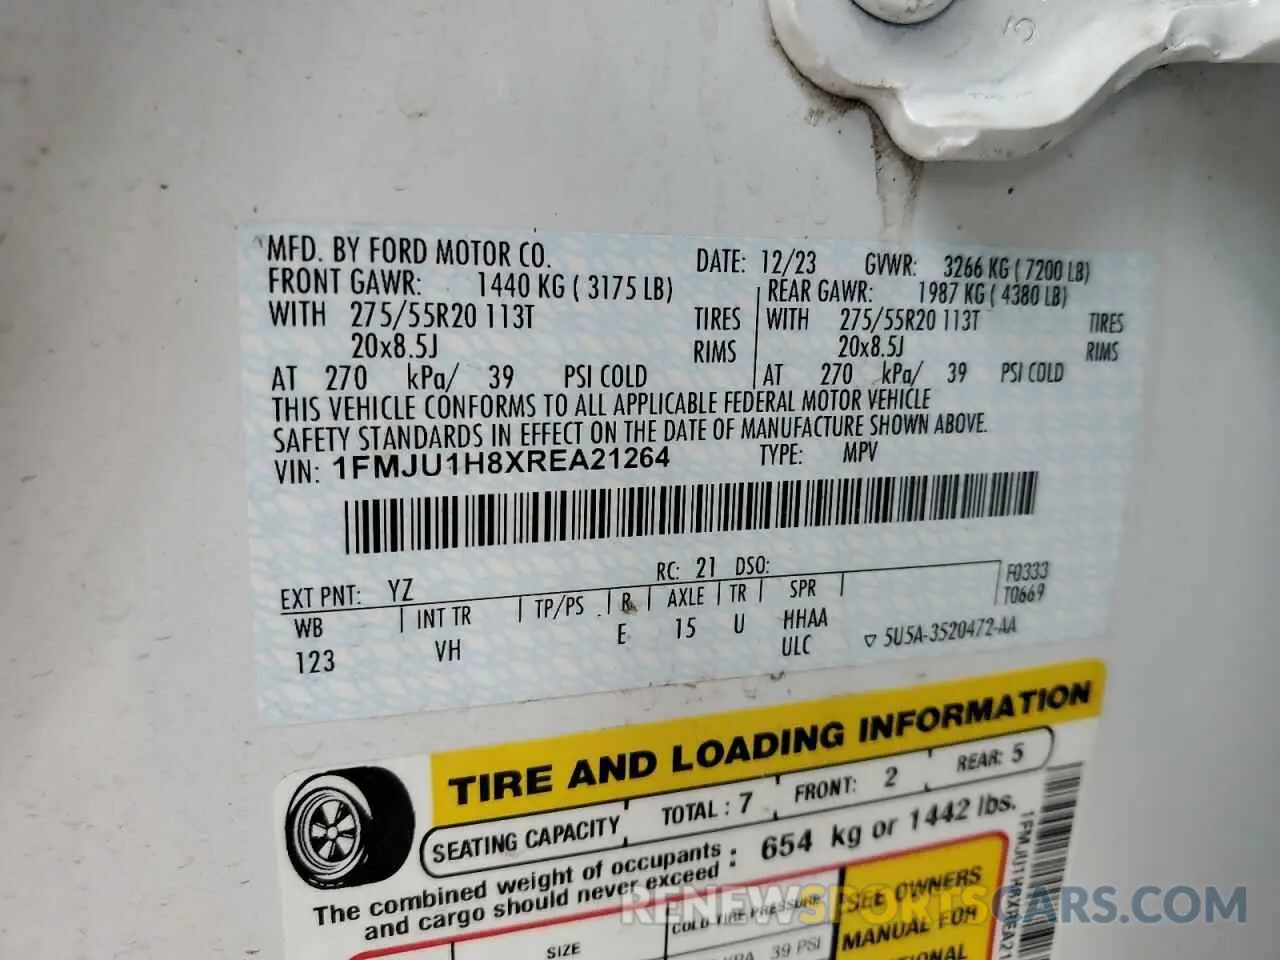 MFD. BY FORD MOTOR CO. DATE: 12/23 GVWR: 3266 KG ( 7200 LB)
FRONT GAWR: 1440 KG ( 3175 LB) REAR GAWR: 1987 KG ( 4380 LB)
WITH 275/55R20 113T TIRES WITH 275/55R20 113T TIRES
20x8.5J RIMS 20x8.5J RIMS
AT 270 kPa/ 39 PSI COLD AT 270 kPa/ 39 PSI COLD
THIS VEHICLE CONFORMS TO ALL APPLICABLE FEDERAL MOTOR VEHICLE
SAFETY STANDARDS IN EFFECT ON THE DATE OF MANUFACTURE SHOWN ABOVE.
VIN: 1FMJU1H8XREA21264 TYPE: MPV
EXT PNT: YZ RC: 21 DSO: F0333
T0669
WB INT TR TP/PS R AXLE TR SPR
123 VH E 15 U HHAA
ULC 5U5A-3520472-AA
TIRE AND LOADING INFORMATION
SEATING CAPACITY TOTAL : 7 FRONT: 2 REAR: 5
The combined weight of occupants
and cargo should never exceed : 654 kg or 1442 lbs.
SIZE COLD TIRE PRESSURE SEE OWNERS
39 PSI MANUAL FOR
1FMJU1H8XREA21
RENEWSPORTSCARS.COM